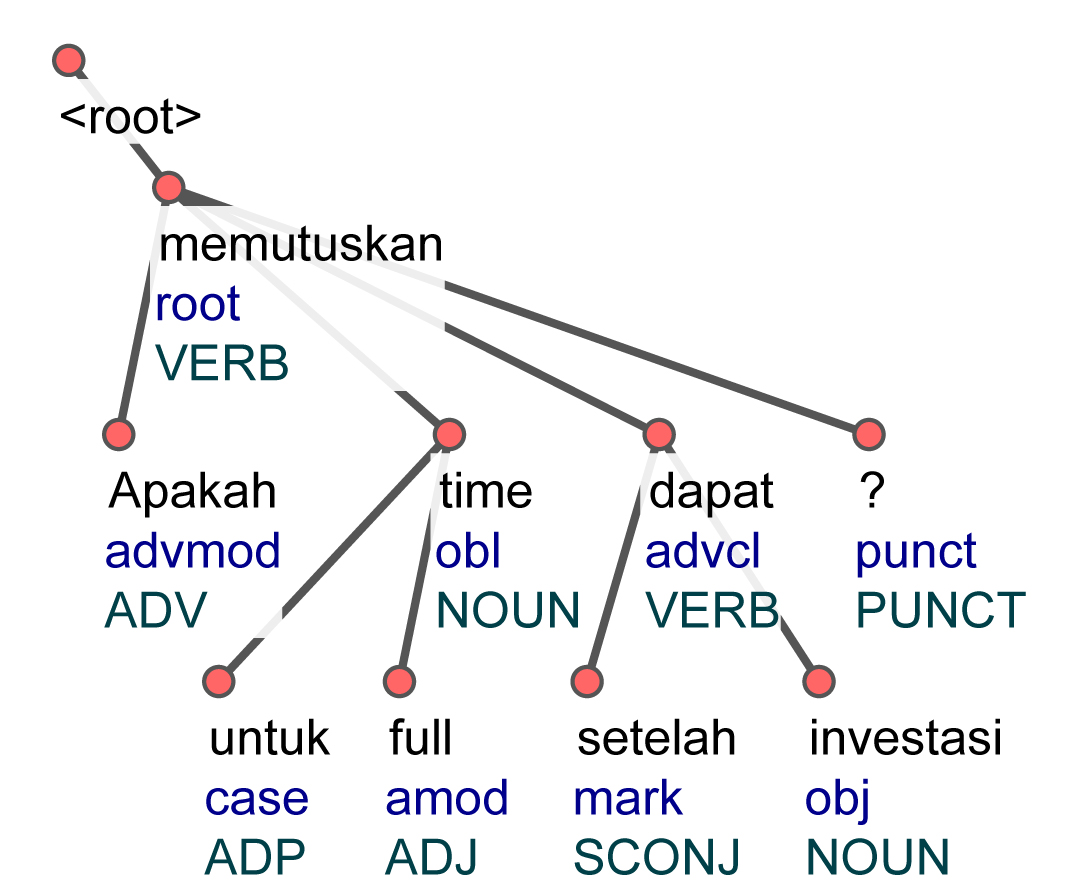 <root>
memutuskan
root
VERB
Apakah time dapat ?
advmod obl advcl punct
ADV NOUN VERB PUNCT
untuk full setelah investasi
case amod mark obj
ADP ADJ SCONJ NOUN